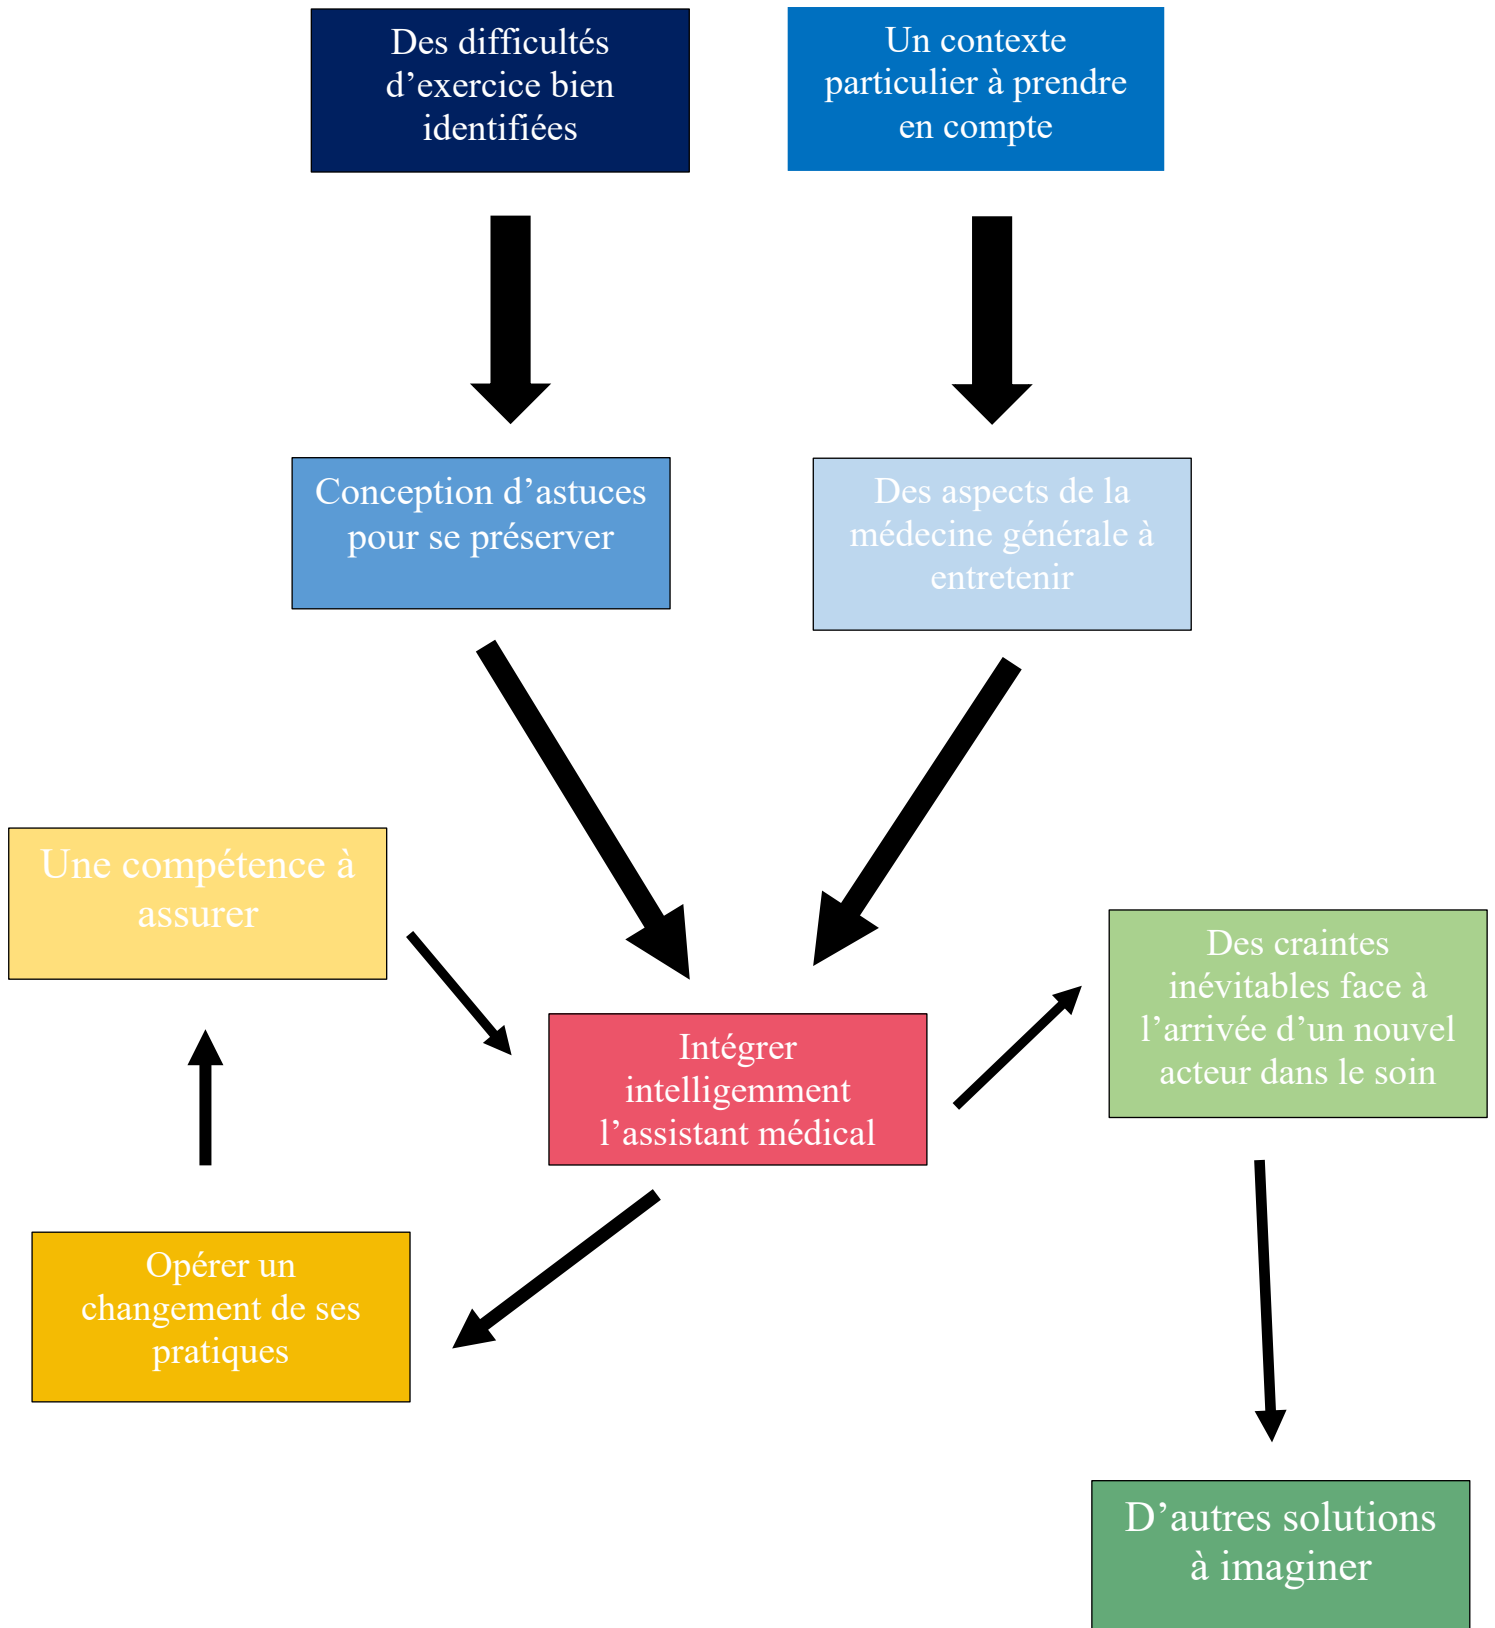 Des difficultés
d’exercice bien
identifiées
Un contexte
particulier à prendre
en compte
Conception d’astuces
pour se préserver
Des aspects de la
médecine générale à
entretenir
Une compétence à
assurer
Des craintes
inévitables face à
l’arrivée d’un nouvel
acteur dans le soin
Intégrer
intelligemment
l’assistant médical
Opérer un
changement de ses
pratiques
D’autres solutions
à imaginer